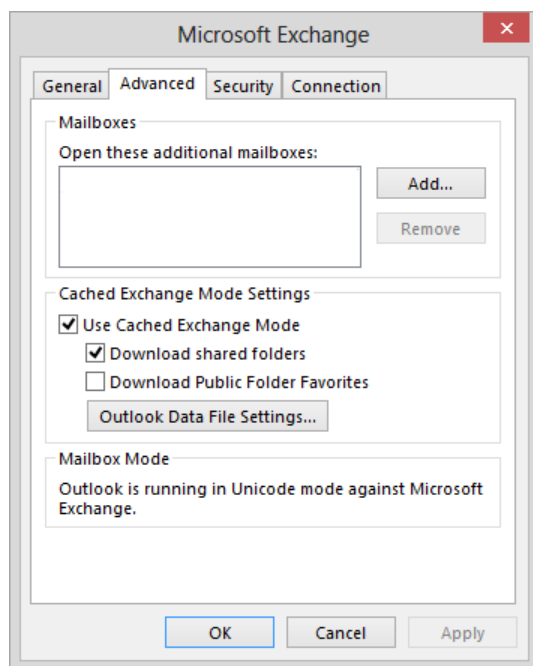 Microsoft Exchange
General Advanced Security Connection
Mailboxes
Open these additional mailboxes:
Add...
Remove
Cached Exchange Mode Settings
Use Cached Exchange Mode
Download shared folders
Download Public Folder Favorites
Outlook Data File Settings...
Mailbox Mode
Outlook is running in Unicode mode against Microsoft
Exchange.
OK Cancel Apply